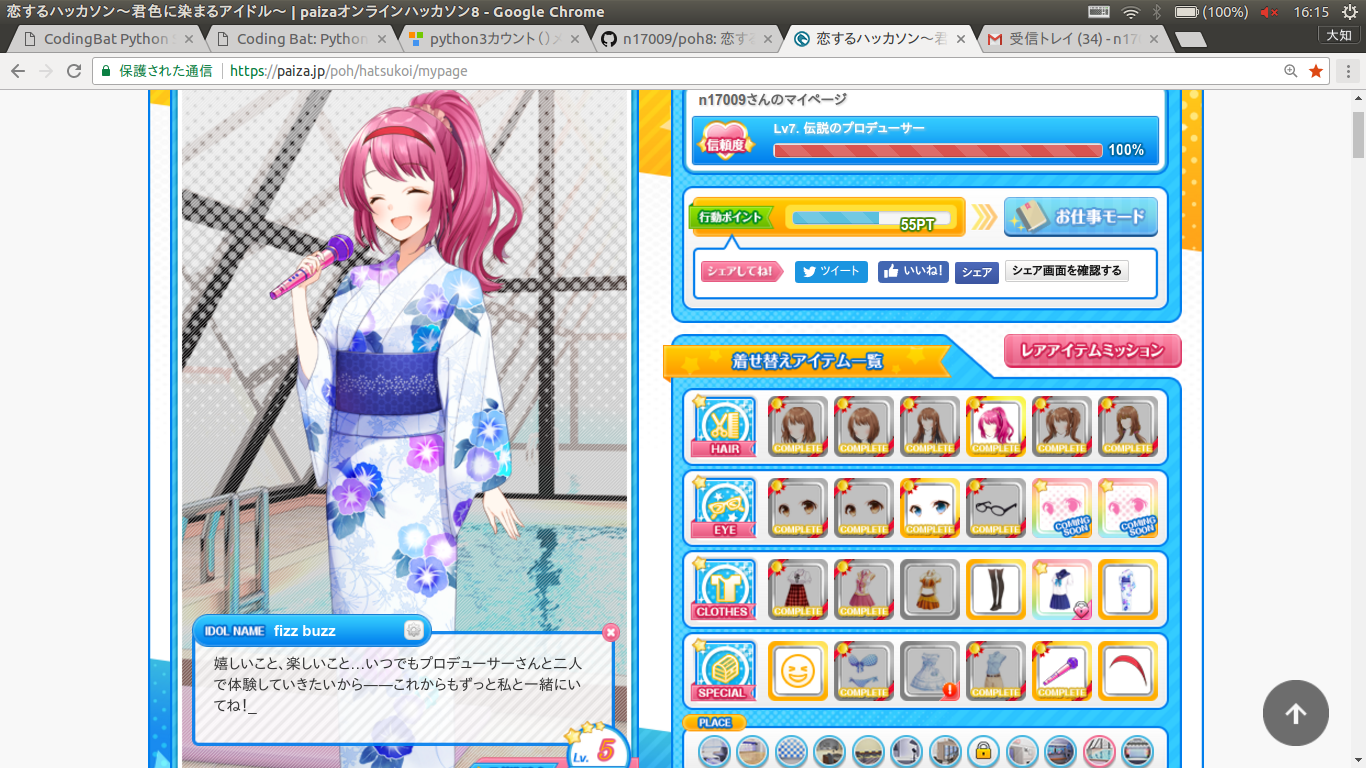 恋するハッカソン～君色に染まるアイドル～ | paizaオンラインハッカソン8 - Google Chrome
(100%)
16:15
CodingBat Python
Coding Bat: Python
python3カウント()メ
n17009/poh8: 恋する
恋するハッカソン～君
受信トレイ (34) - n17
大知
保護された通信
https://paiza.jp/poh/hatsukoi/mypage
n17009さんのマイページ
信頼度
Lv7. 伝説のプロデューサー
100%
行動ポイント
55PT
お仕事モード
シェアしてね!
ツイート
いいね!
シェア
シェア画面を確認する
着せ替えアイテム一覧
レアアイテムミッション
HAIR
COMPLETE
COMPLETE
COMPLETE
COMPLETE
COMPLETE
COMPLETE
EYE
COMPLETE
COMPLETE
COMPLETE
COMPLETE
COMING SOON
COMING SOON
CLOTHES
COMPLETE
COMPLETE
COMPLETE
SPECIAL
COMPLETE
COMPLETE
COMPLETE
PLACE
IDOL NAME fizz buzz
嬉しいこと、楽しいこと…いつでもプロデューサーさんと二人
で体験していきたいから――これからもずっと私と一緒にい
てね!_
Lv. 5